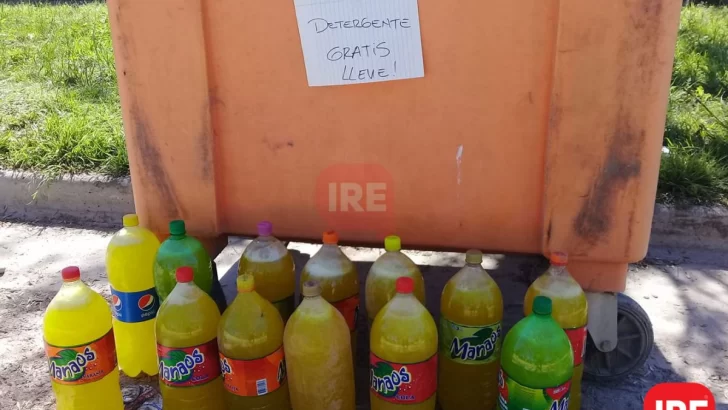 DETERGENTE
GRATIS
LLEVE!
IRE
pepsi
Manaos
Manaos
Manaos
Manaos
IRE